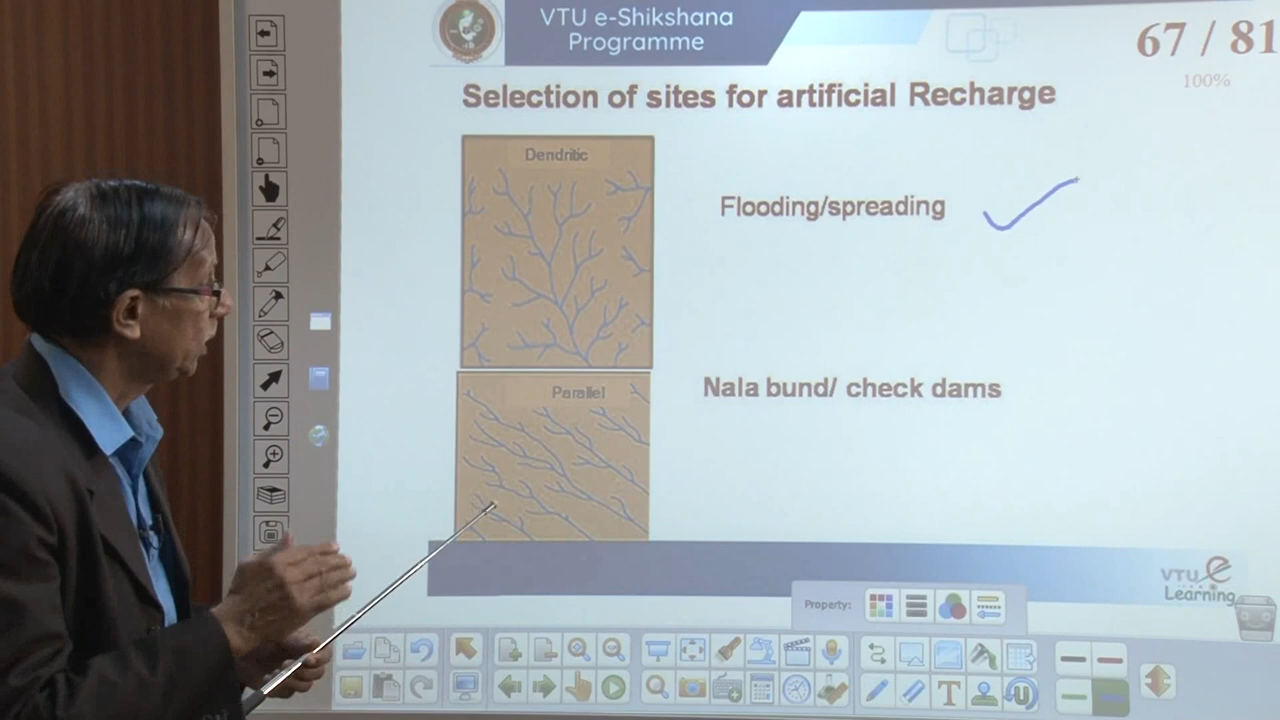 VTU e-Shikshana
Programme
67 / 81
100%
Selection of sites for artificial Recharge
Dendritic
Flooding/spreading
Parallel
Nala bund/ check dams
VTU e
Learning
Property:
T